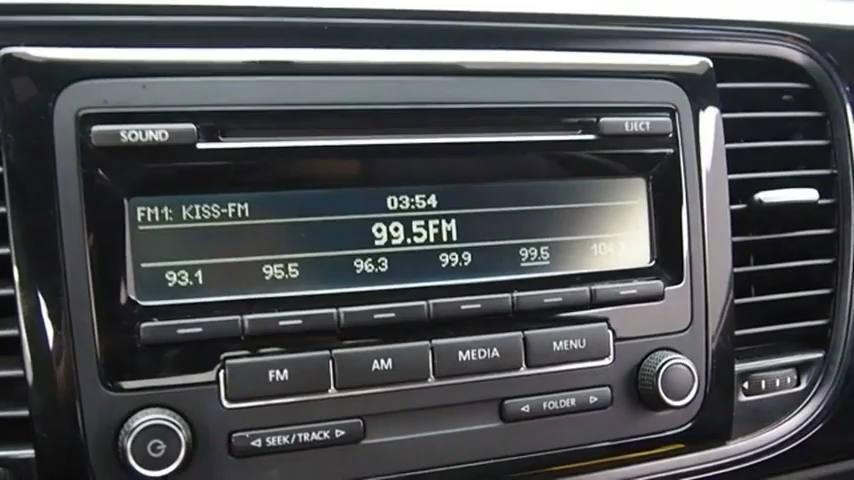 SOUND
EJECT
FM1: KISS-FM
03:54
99.5FM
93.1 95.5 96.3 99.9 99.5
FM
AM
MEDIA
MENU
SEEK/TRACK
FOLDER